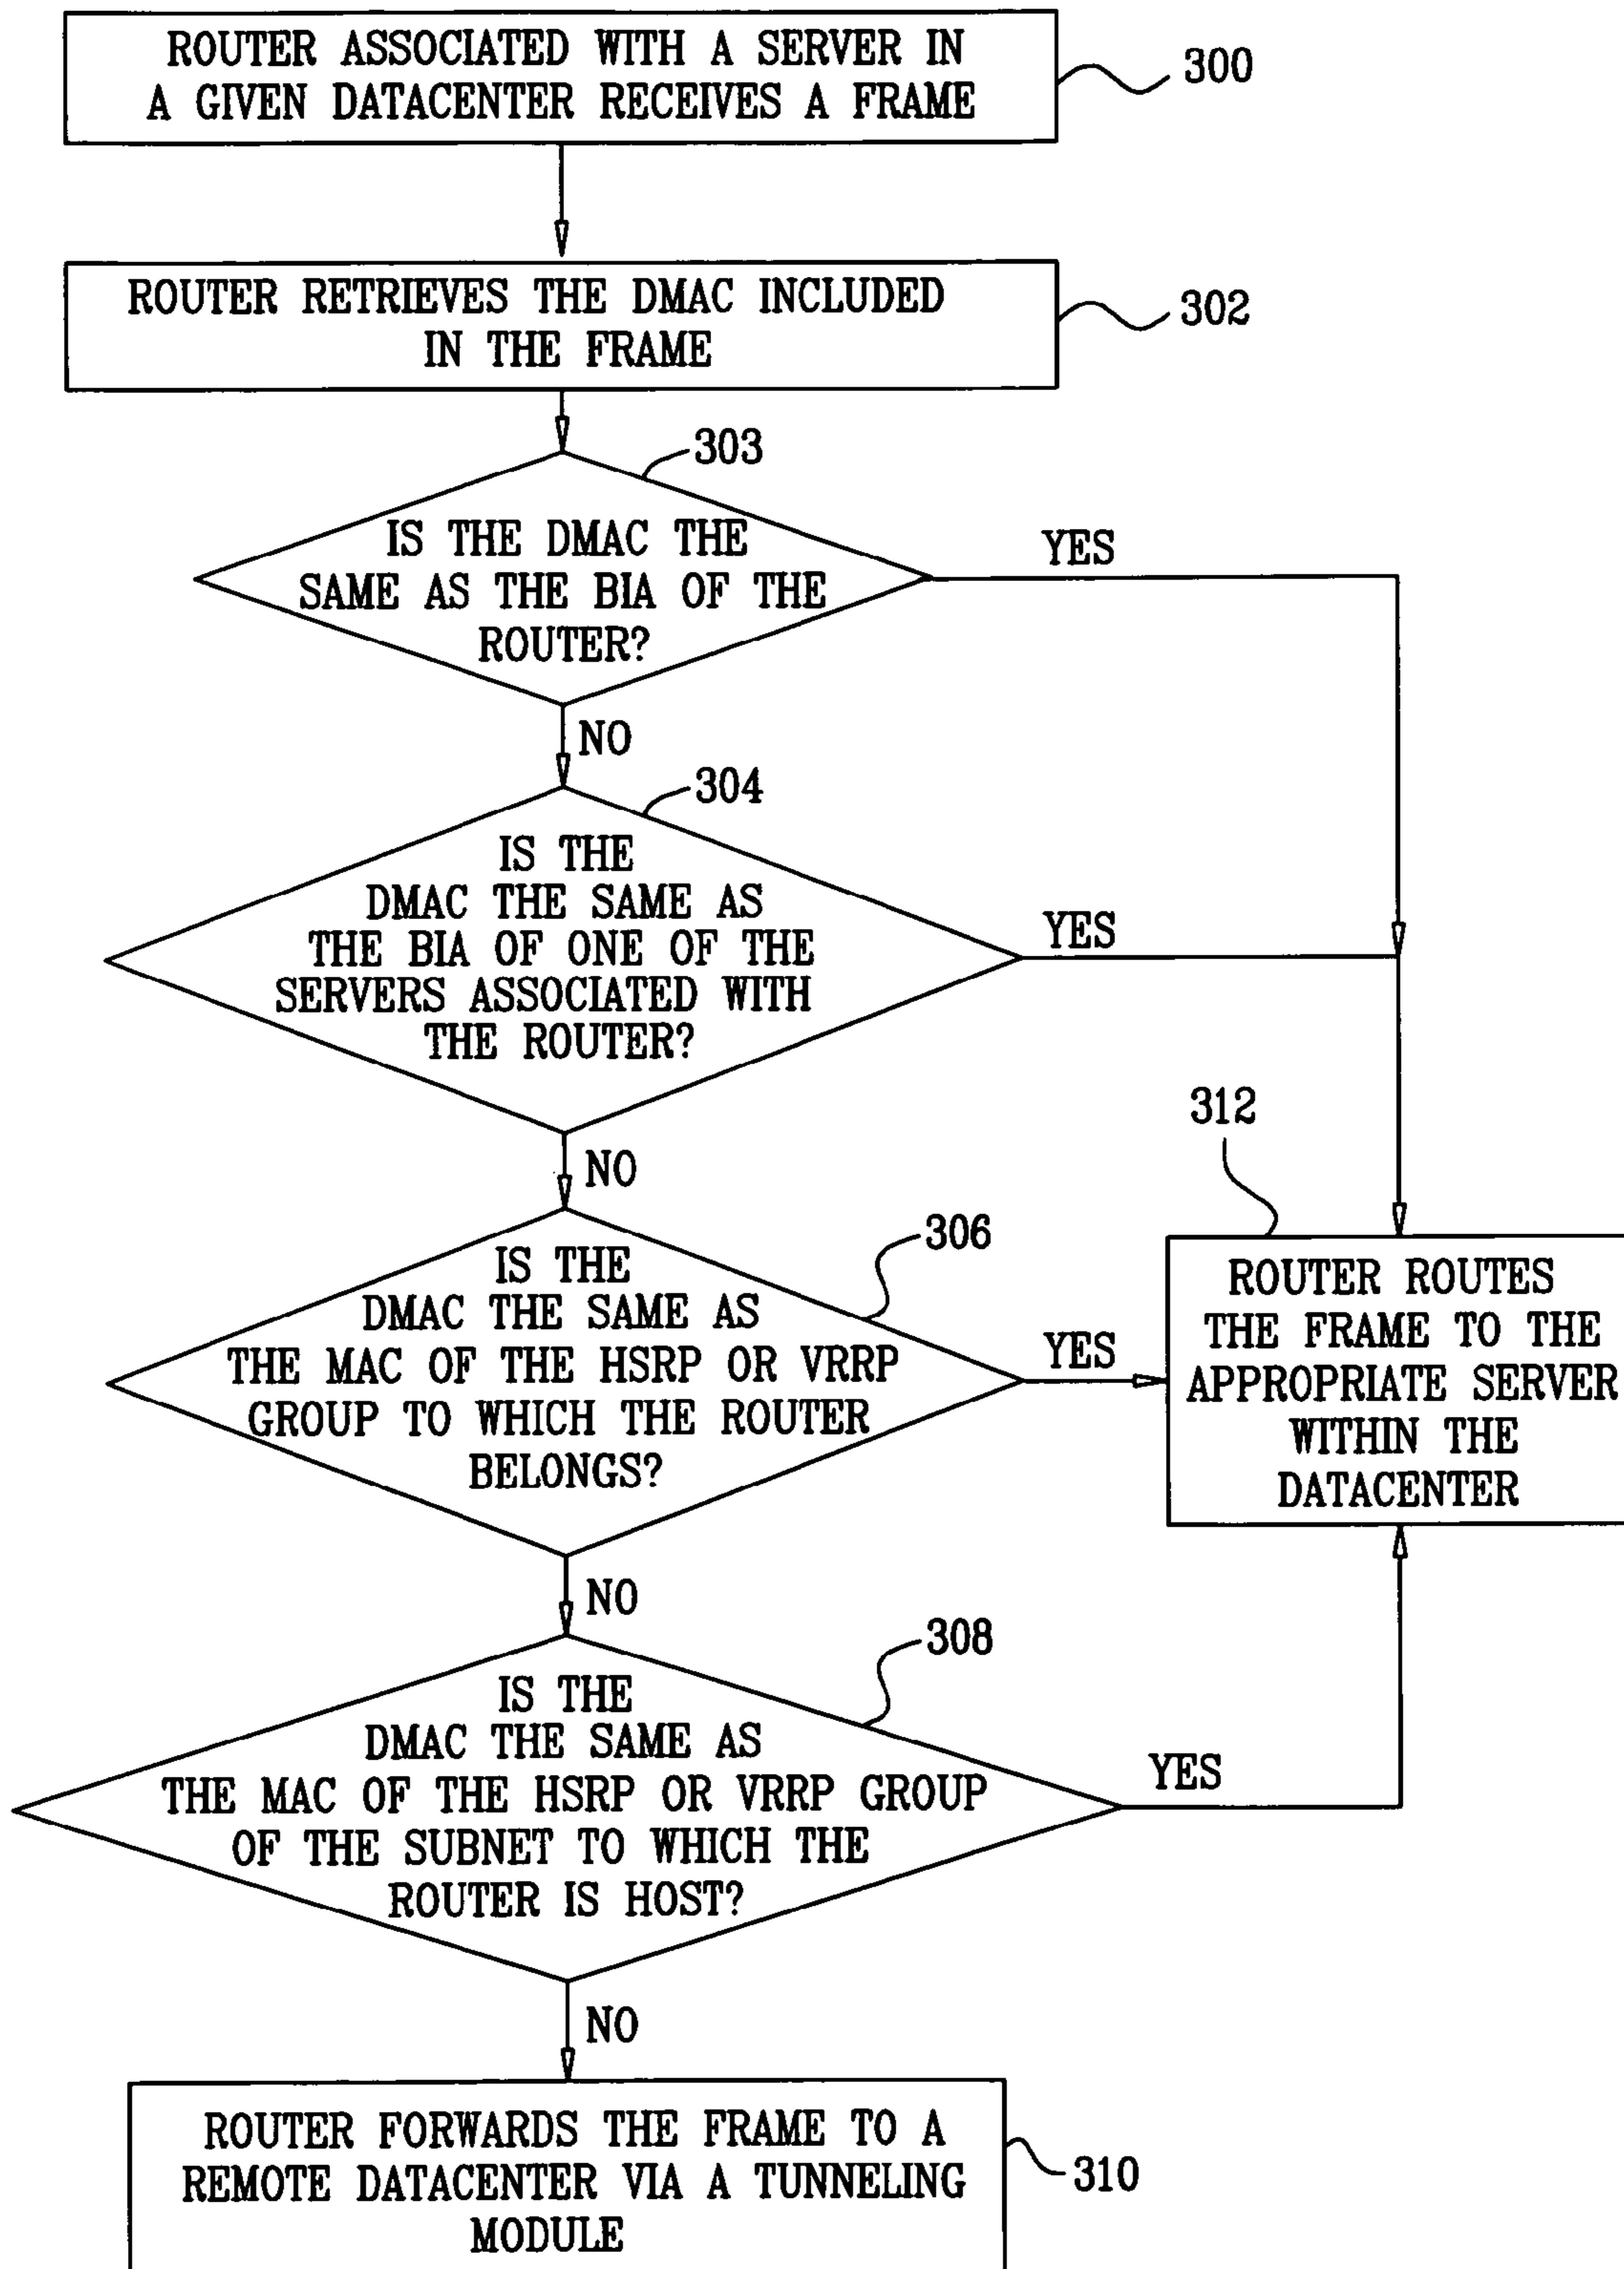 ROUTER ASSOCIATED WITH A SERVER IN
A GIVEN DATACENTER RECEIVES A FRAME
300
ROUTER RETRIEVES THE DMAC INCLUDED
IN THE FRAME
302
303
IS THE DMAC THE
SAME AS THE BIA OF THE
ROUTER?
YES
NO
304
IS THE
DMAC THE SAME AS
THE BIA OF ONE OF THE
SERVERS ASSOCIATED WITH
THE ROUTER?
YES
NO
306
IS THE
DMAC THE SAME AS
THE MAC OF THE HSRP OR VRRP
GROUP TO WHICH THE ROUTER
BELONGS?
YES
312
ROUTER ROUTES
THE FRAME TO THE
APPROPRIATE SERVER
WITHIN THE
DATACENTER
NO
308
IS THE
DMAC THE SAME AS
THE MAC OF THE HSRP OR VRRP GROUP
OF THE SUBNET TO WHICH THE
ROUTER IS HOST?
YES
NO
ROUTER FORWARDS THE FRAME TO A
REMOTE DATACENTER VIA A TUNNELING
MODULE
310